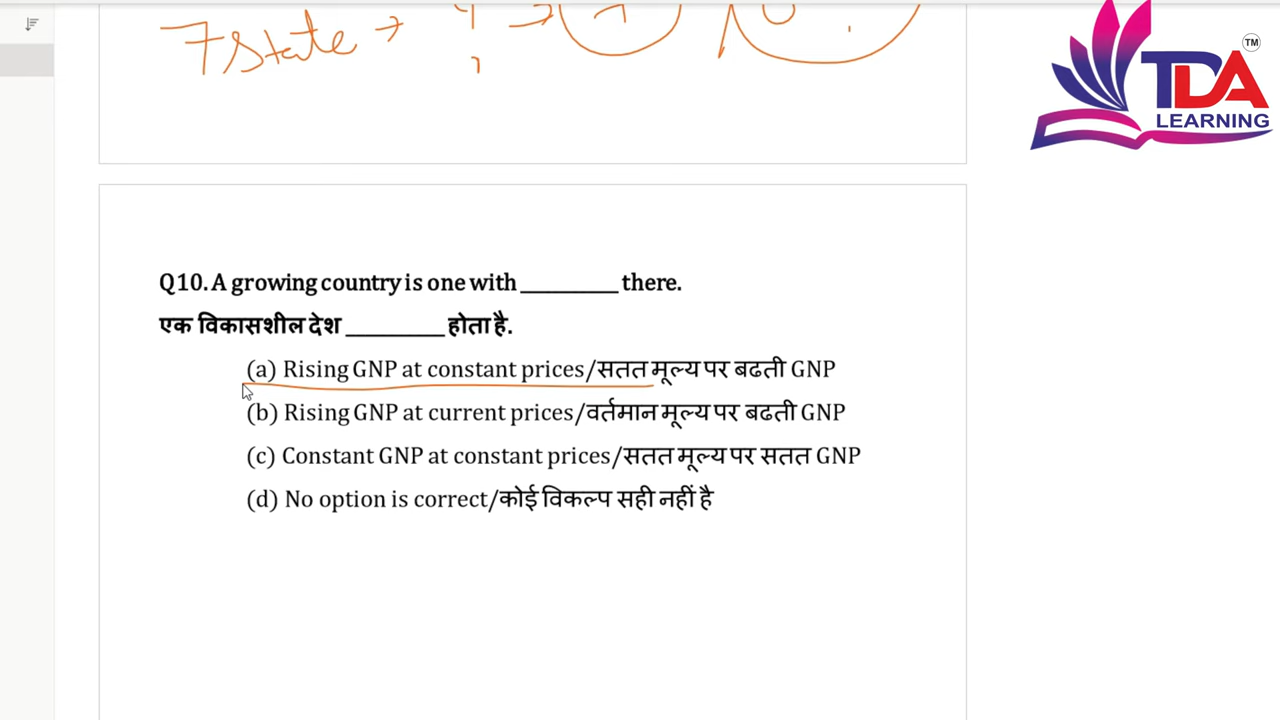 7 State →
TDA
TM
LEARNING
Q10. A growing country is one with _________ there.
एक विकासशील देश _________ होता है.
(a) Rising GNP at constant prices/सतत मूल्य पर बढती GNP
(b) Rising GNP at current prices/वर्तमान मूल्य पर बढती GNP
(c) Constant GNP at constant prices/सतत मूल्य पर सतत GNP
(d) No option is correct/कोई विकल्प सही नहीं है